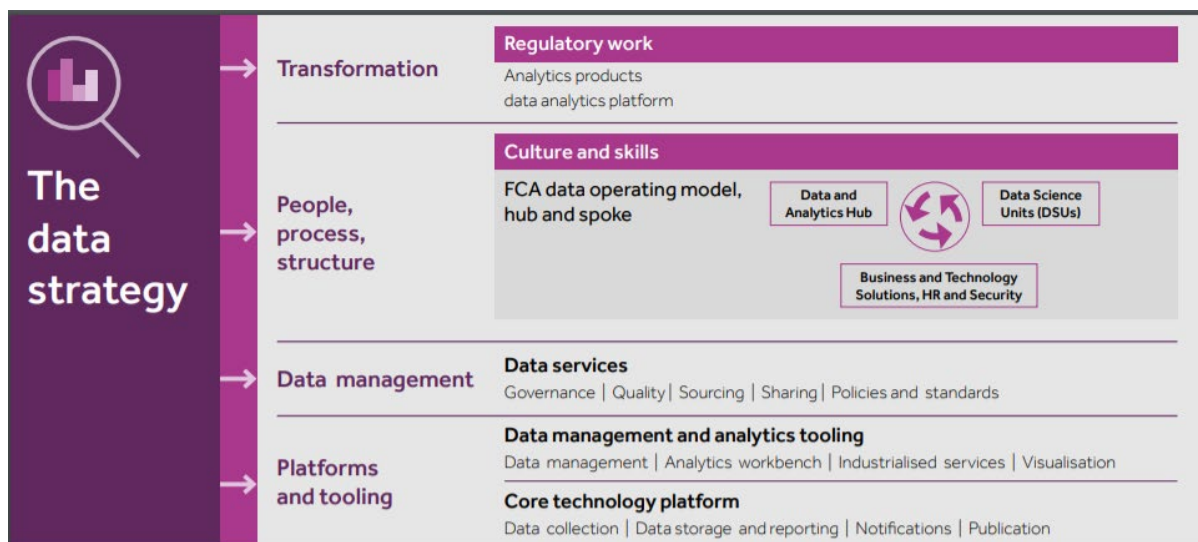 The
data
strategy
Transformation
Regulatory work
Analytics products
data analytics platform
People,
process,
structure
Culture and skills
FCA data operating model,
hub and spoke
Data and
Analytics Hub
Data Science
Units (DSUs)
Business and Technology
Solutions, HR and Security
Data management
Data services
Governance | Quality | Sourcing | Sharing | Policies and standards
Platforms
and tooling
Data management and analytics tooling
Data management | Analytics workbench | Industrialised services | Visualisation
Core technology platform
Data collection | Data storage and reporting | Notifications | Publication